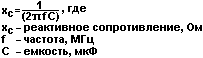 xc = 1/(2πfC), где
xc – реактивное сопротивление, Ом
f – частота, МГц
C – емкость, мкФ